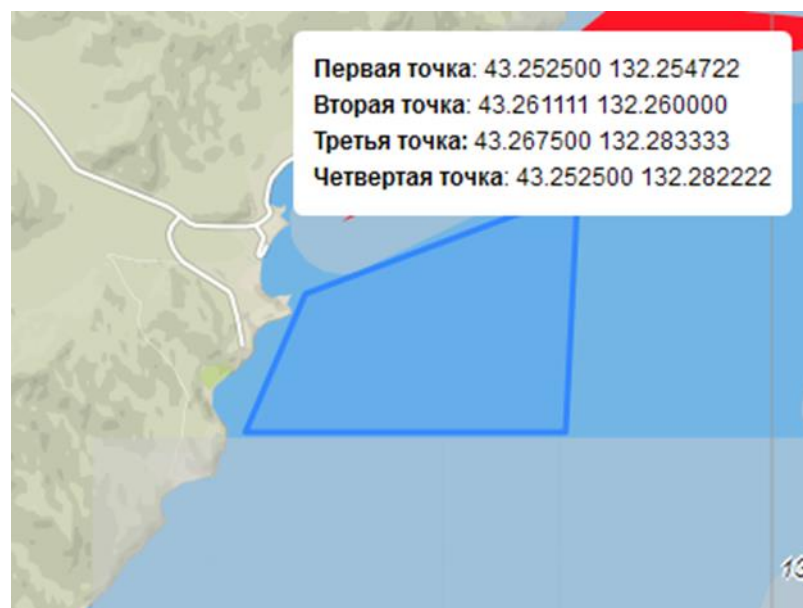 Первая точка: 43.252500 132.254722
Вторая точка: 43.261111 132.260000
Третья точка: 43.267500 132.283333
Четвертая точка: 43.252500 132.282222